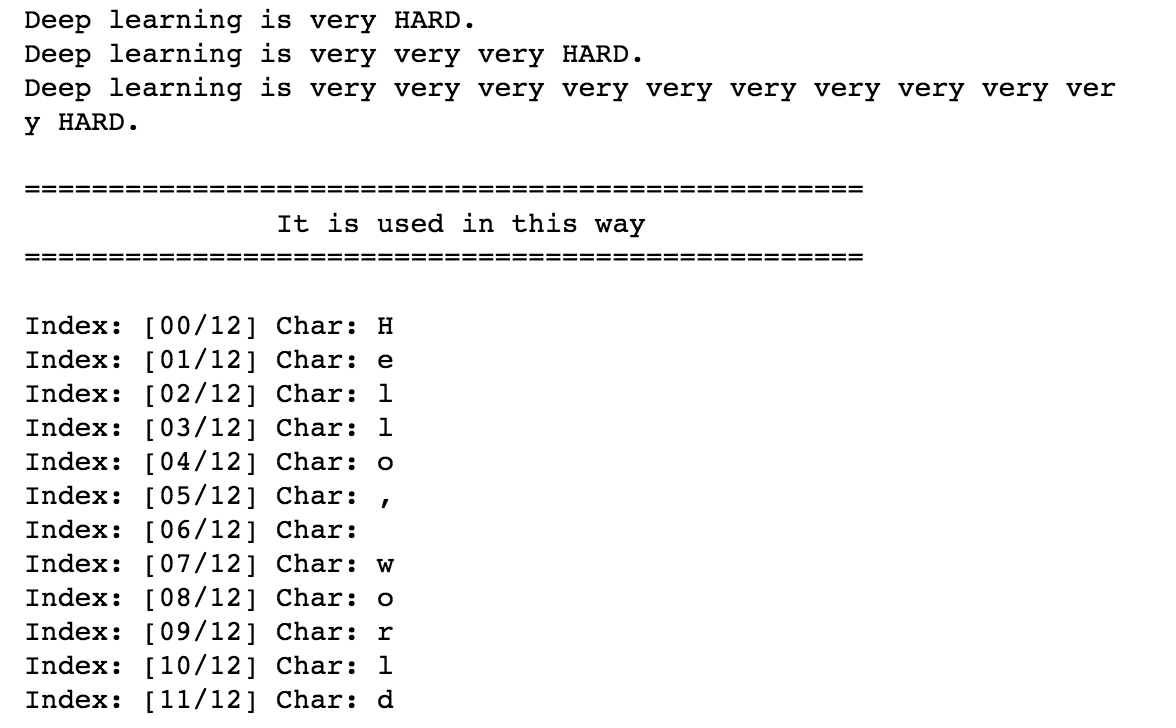 Deep learning is very HARD.
Deep learning is very very very HARD.
Deep learning is very very very very very very very very very ver
y HARD.
==================================================
It is used in this way
==================================================
Index: [00/12] Char: H
Index: [01/12] Char: e
Index: [02/12] Char: l
Index: [03/12] Char: l
Index: [04/12] Char: o
Index: [05/12] Char: ,
Index: [06/12] Char:
Index: [07/12] Char: w
Index: [08/12] Char: o
Index: [09/12] Char: r
Index: [10/12] Char: l
Index: [11/12] Char: d